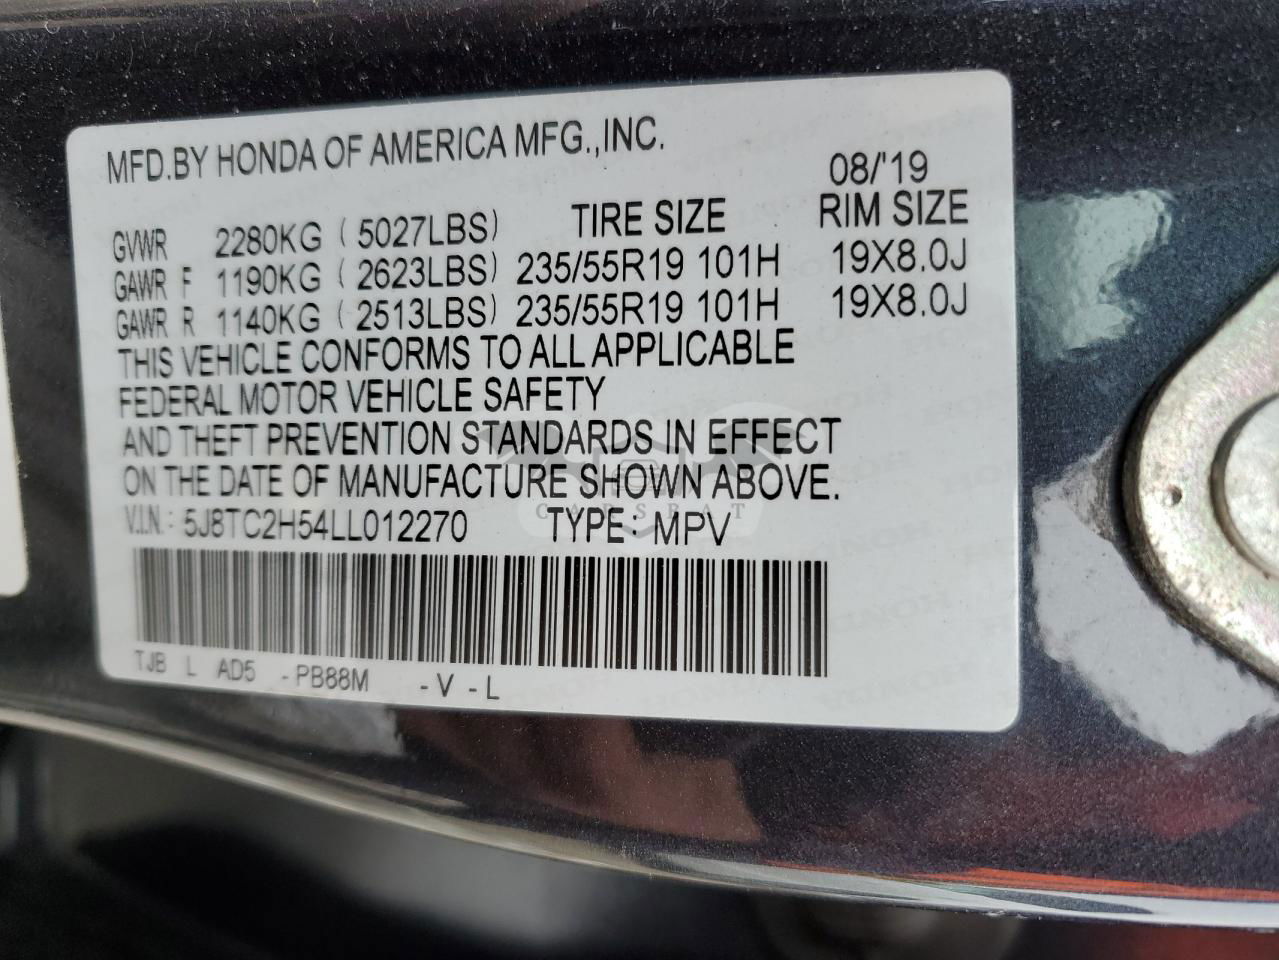 MFD.BY HONDA OF AMERICA MFG.,INC.
08/'19
GVWR 2280KG ( 5027LBS) TIRE SIZE RIM SIZE
GAWR F 1190KG ( 2623LBS) 235/55R19 101H 19X8.0J
GAWR R 1140KG ( 2513LBS) 235/55R19 101H 19X8.0J
THIS VEHICLE CONFORMS TO ALL APPLICABLE
FEDERAL MOTOR VEHICLE SAFETY
AND THEFT PREVENTION STANDARDS IN EFFECT
ON THE DATE OF MANUFACTURE SHOWN ABOVE.
V.I.N.: 5J8TC2H54LL012270 TYPE: MPV
CARSBAT
TJB L AD5 -PB88M -V -L